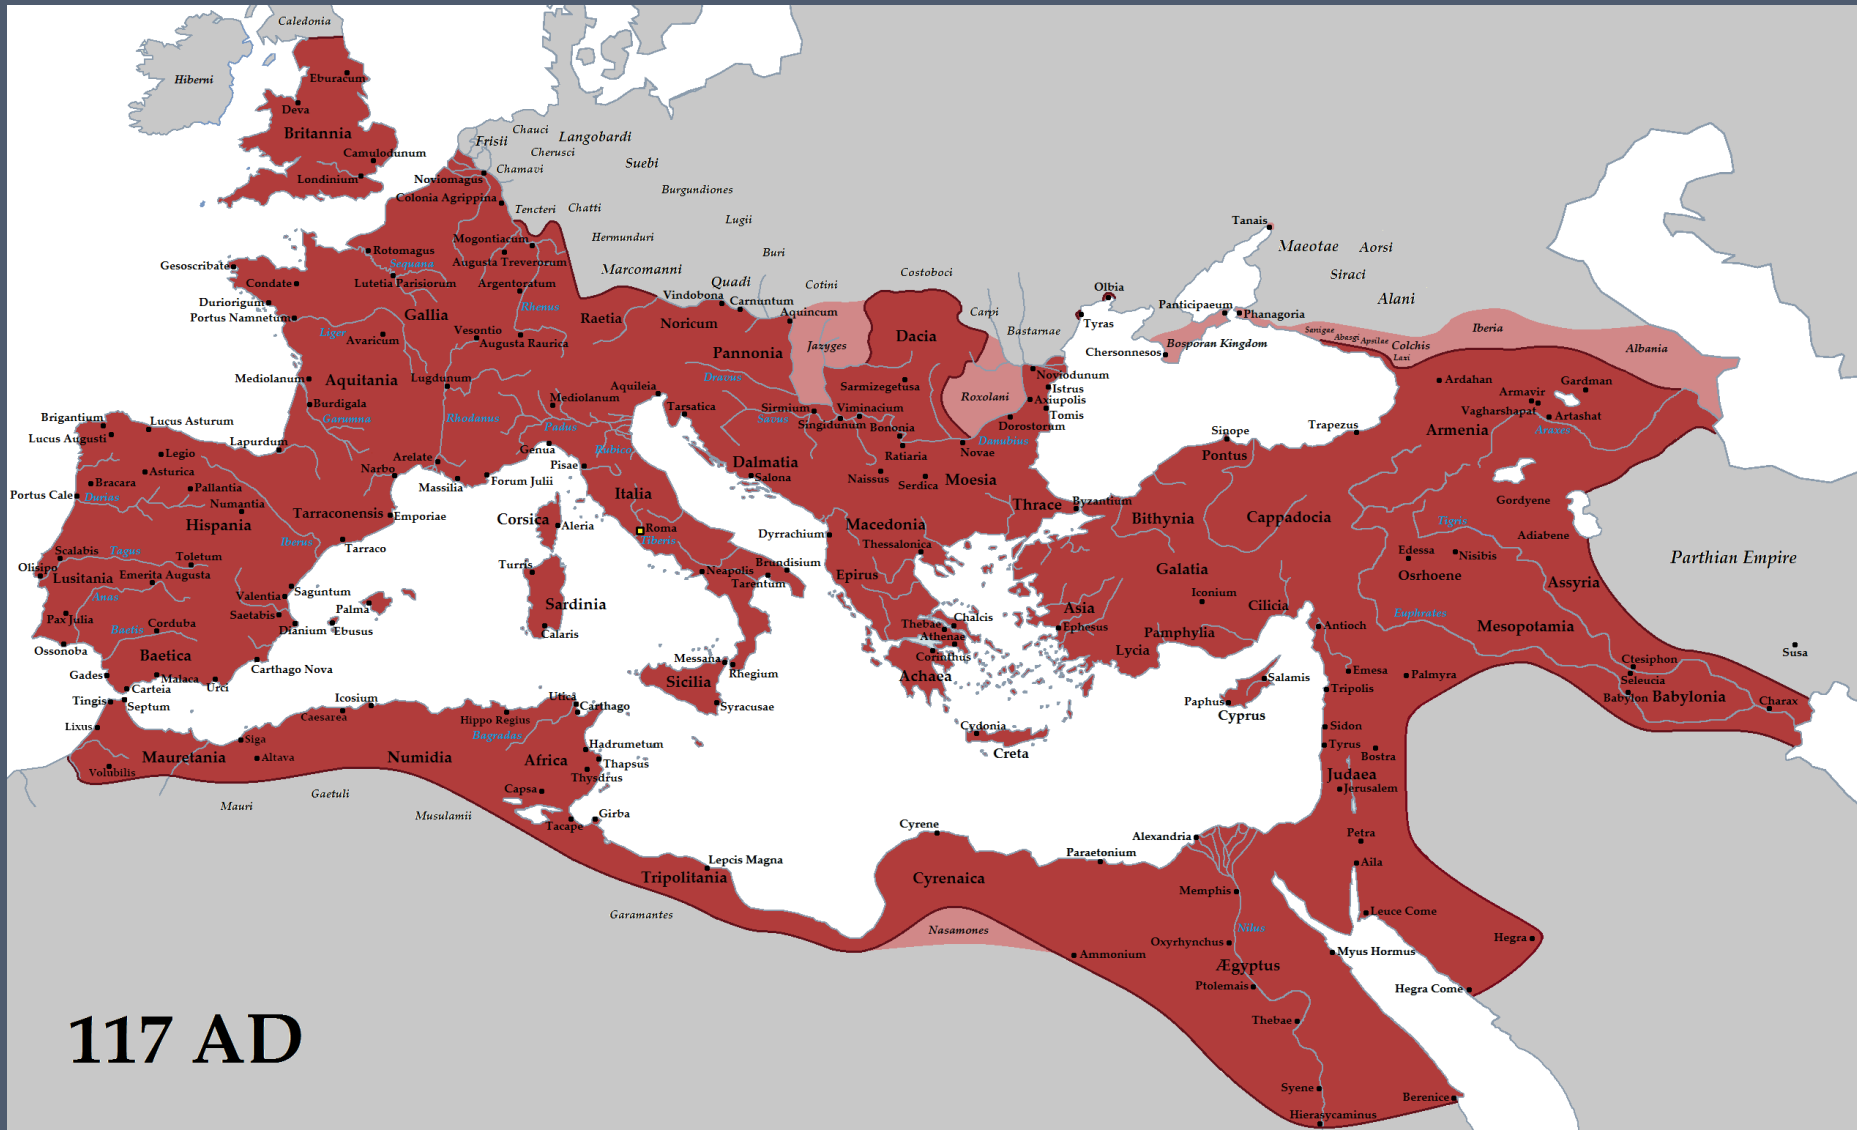 Caledonia
Hiberni
Eburacum
Deva
Britannia
Camulodunum
Londinium
Frisii
Chauci
Langobardi
Cherusci
Suebi
Chamavi
Noviomagus
Burgundiones
Colonia Agrippina
Tencteri
Chatti
Lugii
Hermunduri
Buri
Mogontiacum
Rotomagus
Sequana
Augusta Treverorum
Marcomanni
Quadi
Cotini
Costoboci
Gesoscribate
Condate
Lutetia Parisiorum
Argentoratum
Vindobona
Carnuntum
Duriorigum
Portus Namnetum
Gallia
Rhenus
Raetia
Noricum
Aquincum
Carpi
Bastarnae
Liger
Avaricum
Vesontio
Augusta Raurica
Pannonia
Jazyges
Dacia
Tanais
Maeotae
Aorsi
Siraci
Alani
Olbia
Tyras
Panticipaeum
Phanagoria
Chersonnesos
Bosporan Kingdom
Sanigae
Abasgi
Apsilae
Colchis
Laxi
Iberia
Albania
Mediolanum
Aquitania
Lugdunum
Burdigala
Garunna
Rhodanus
Mediolanum
Padus
Aquileia
Tarsatica
Dravus
Savus
Sirmium
Singidunum
Viminacium
Bononia
Sarmizegetusa
Roxolani
Noviodunum
Istrus
Axiupolis
Tomis
Dorostorum
Danubius
Novae
Ratiaria
Naissus
Serdica
Moesia
Ardahan
Armavir
Gardman
Vagharshapat
Artashat
Araxes
Armenia
Brigantium
Lucus Asturum
Lucus Augusti
Lapurdum
Legio
Asturica
Bracara
Pallantia
Portus Cale
Durias
Numantia
Hispania
Tarraconensis
Emporiae
Iberus
Tarraco
Narbo
Arelate
Massilia
Forum Julii
Genua
Pisae
Rubico
Italia
Roma
Tiberis
Corsica
Aleria
Dalmatia
Salona
Dyrrachium
Macedonia
Thessalonica
Thrace
Byzantium
Sinope
Pontus
Trapezus
Bithynia
Cappadocia
Gordyene
Tigris
Adiabene
Edessa
Nisibis
Osrhoene
Assyria
Parthian Empire
Scalabis
Tagus
Toletum
Olisipo
Lusitania
Emerita Augusta
Anas
Valentia
Saguntum
Palma
Pax Julia
Baetis
Corduba
Saetabis
Dianium
Ebusus
Ossonoba
Baetica
Carthago Nova
Gades
Malaca
Urci
Carteia
Tingis
Septum
Lixus
Turris
Sardinia
Calaris
Neapolis
Brundisium
Tarentum
Epirus
Chalcis
Thebae
Athenae
Corinthus
Achaea
Asia
Ephesus
Galatia
Iconium
Cilicia
Pamphylia
Lycia
Antioch
Euphrates
Mesopotamia
Susa
Ctesiphon
Seleucia
Babylon
Babylonia
Charax
Messana
Rhegium
Sicilia
Syracusae
Salamis
Paphus
Cyprus
Emesa
Palmyra
Tripolis
Sidon
Tyrus
Bostra
Judaea
Jerusalem
Petra
Aila
Cydonia
Creta
Icosium
Caesarea
Hippo Regius
Utica
Carthago
Bagradas
Siga
Mauretania
Altava
Volubilis
Numidia
Africa
Hadrumetum
Thapsus
Thysdrus
Capsa
Tacape
Girba
Mauri
Gaetuli
Musulamii
Lepcis Magna
Tripolitania
Garamantes
Cyrene
Cyrenaica
Nasamones
Paraetonium
Alexandria
Memphis
Nilus
Oxyrhynchus
Ammonium
Ægyptus
Ptolemais
Thebae
Syene
Hierasycaminus
Berenice
Leuce Come
Myus Hormus
Hegra
Hegra Come
117 AD